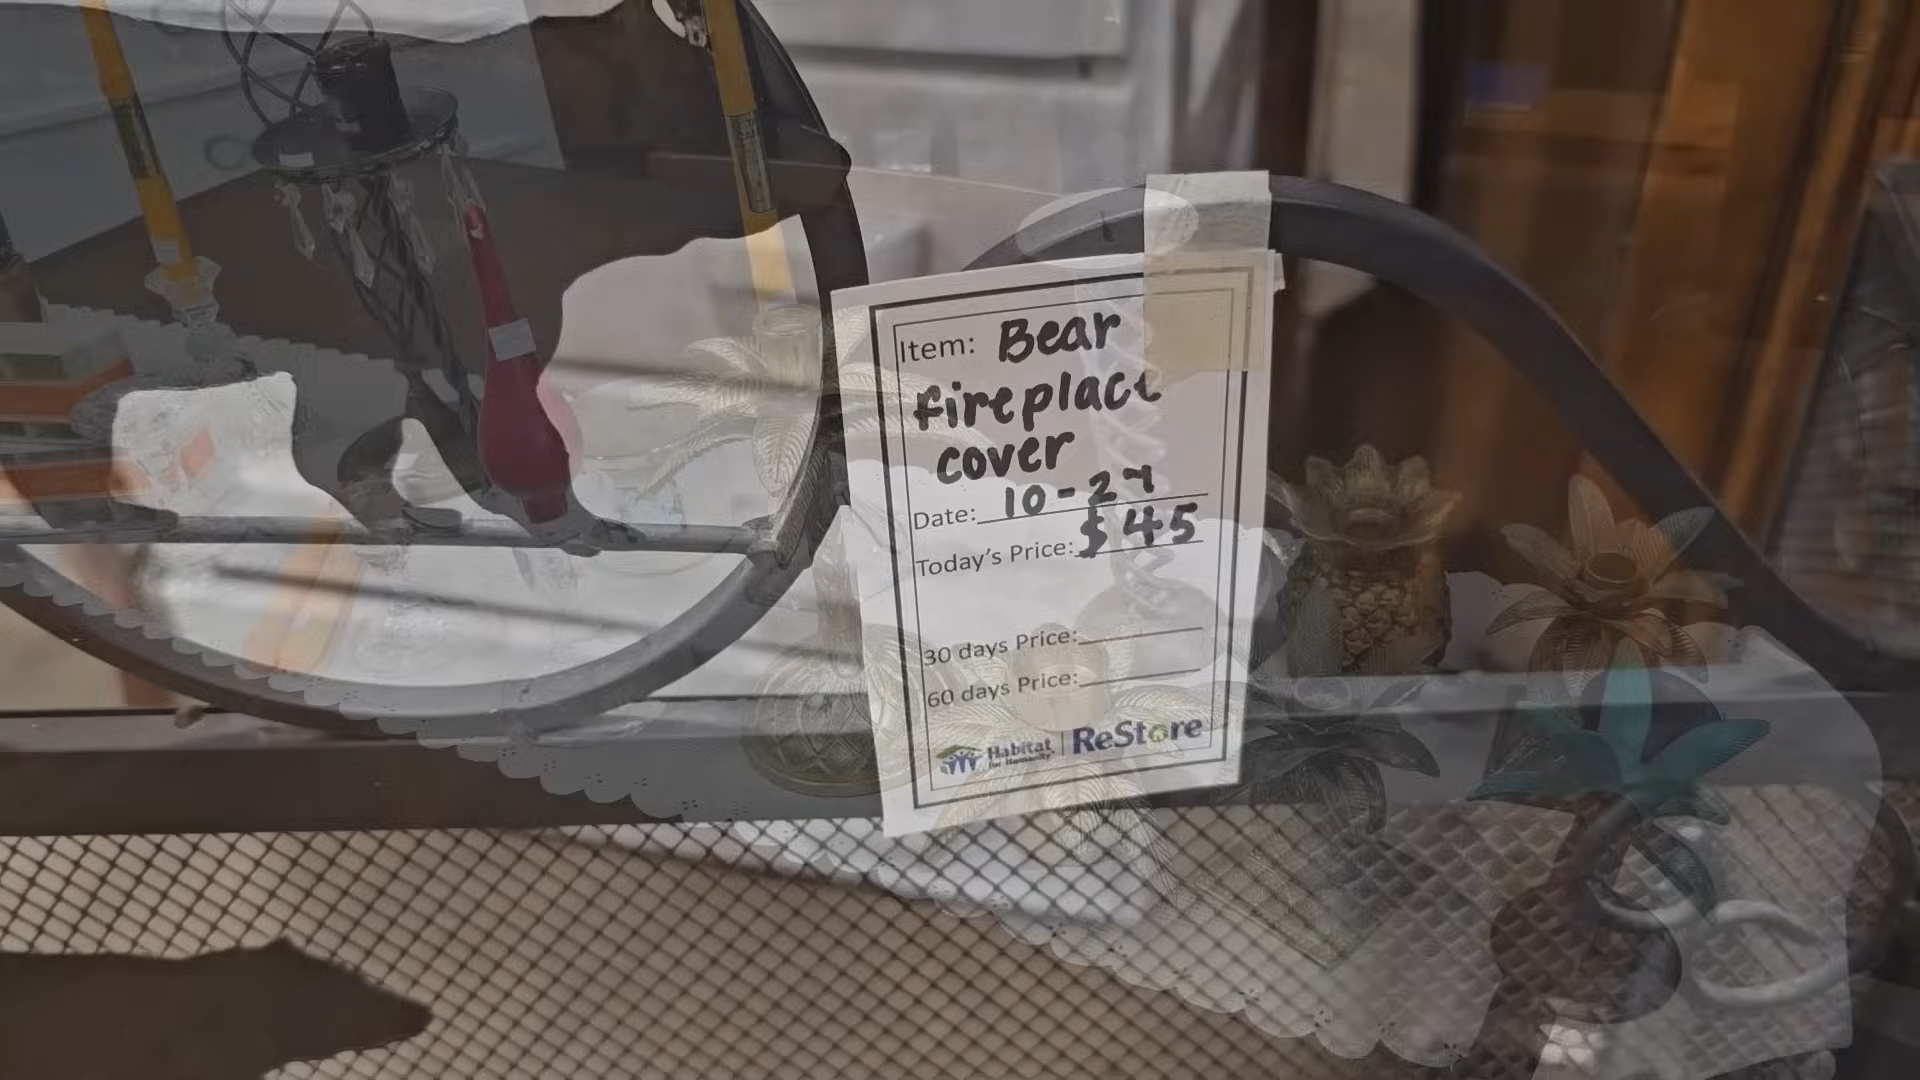 Item: Bear
fireplace
cover
Date: 10-24
Today's Price: $45
30 days Price:
60 days Price:
Habitat for Humanity | ReStore